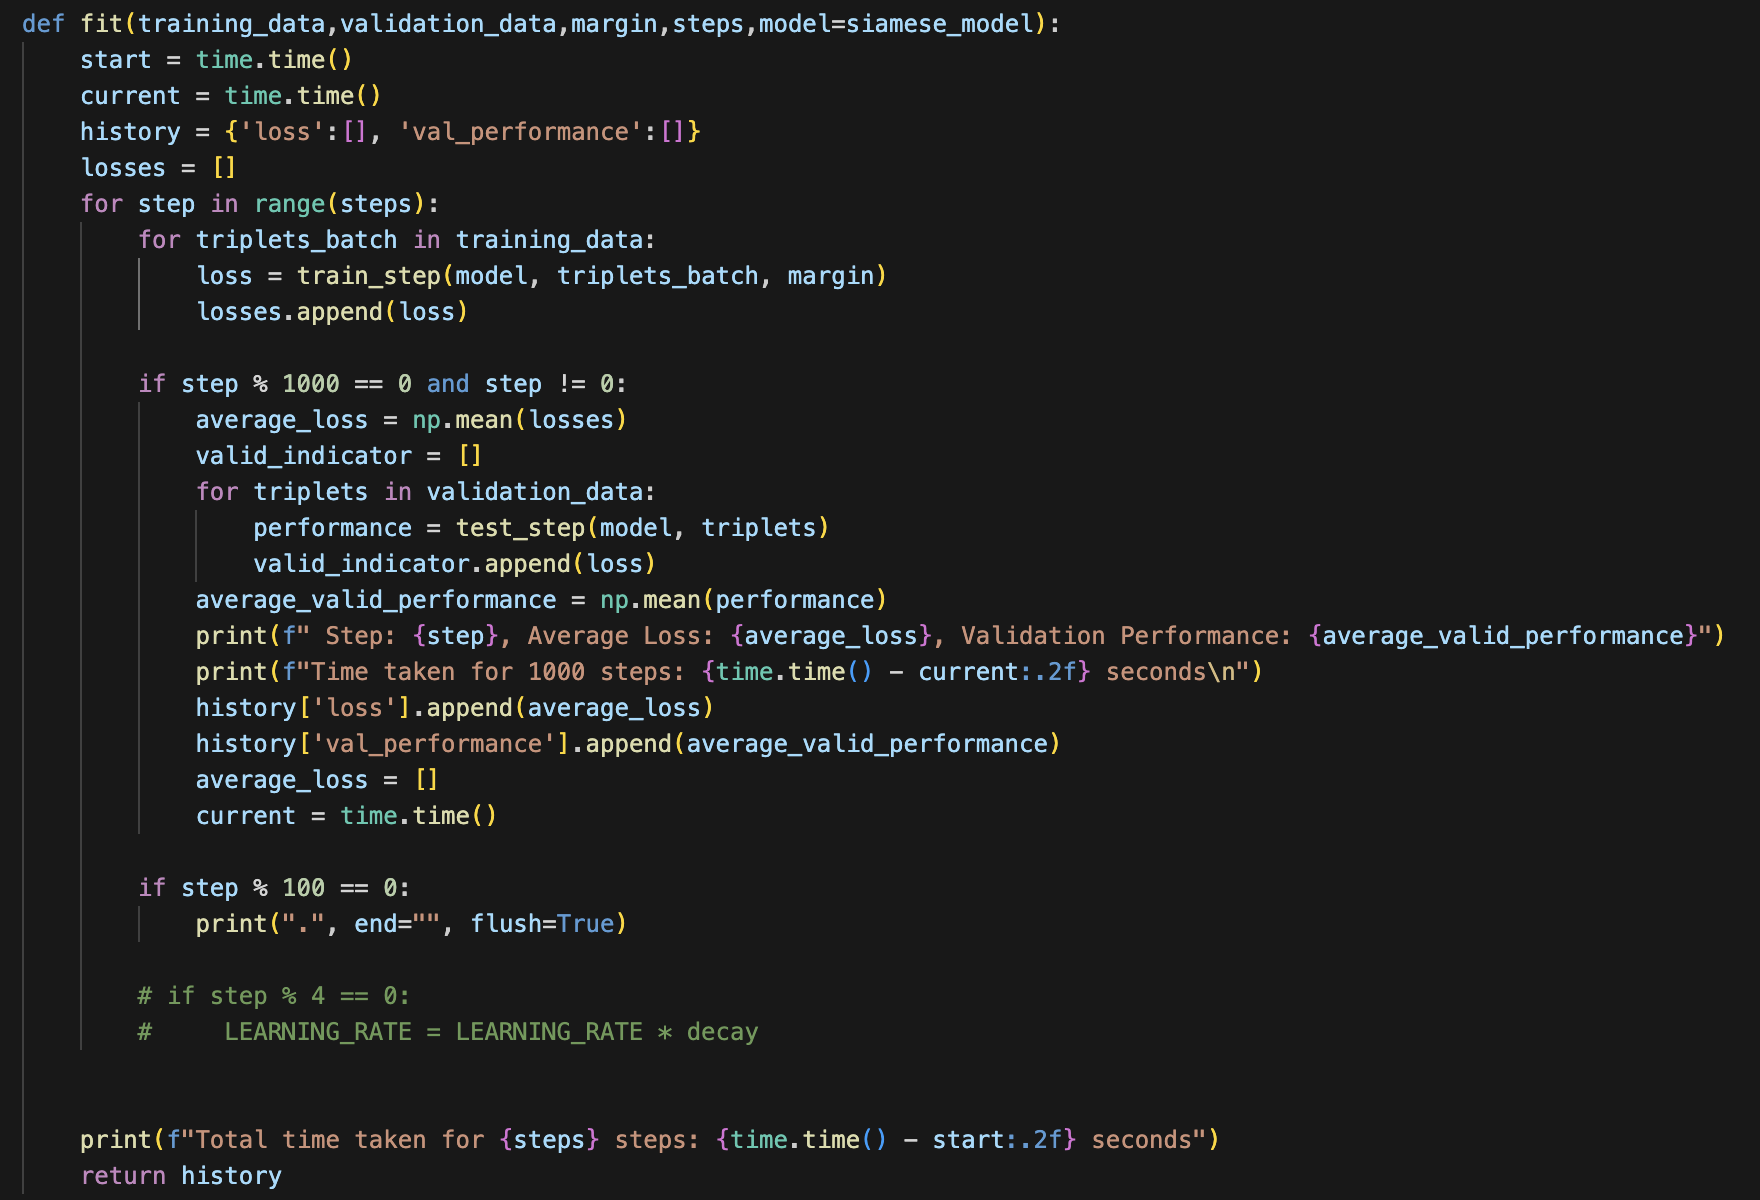 def fit(training_data,validation_data,margin,steps,model=siamese_model):
    start = time.time()
    current = time.time()
    history = {'loss':[], 'val_performance':[]}
    losses = []
    for step in range(steps):
        for triplets_batch in training_data:
            loss = train_step(model, triplets_batch, margin)
            losses.append(loss)

        if step % 1000 == 0 and step != 0:
            average_loss = np.mean(losses)
            valid_indicator = []
            for triplets in validation_data:
                performance = test_step(model, triplets)
                valid_indicator.append(loss)
            average_valid_performance = np.mean(performance)
            print(f" Step: {step}, Average Loss: {average_loss}, Validation Performance: {average_valid_performance}")
            print(f"Time taken for 1000 steps: {time.time() - current:.2f} seconds\n")
            history['loss'].append(average_loss)
            history['val_performance'].append(average_valid_performance)
            average_loss = []
            current = time.time()

        if step % 100 == 0:
            print(".", end="", flush=True)

        # if step % 4 == 0:
        #     LEARNING_RATE = LEARNING_RATE * decay


    print(f"Total time taken for {steps} steps: {time.time() - start:.2f} seconds")
    return history